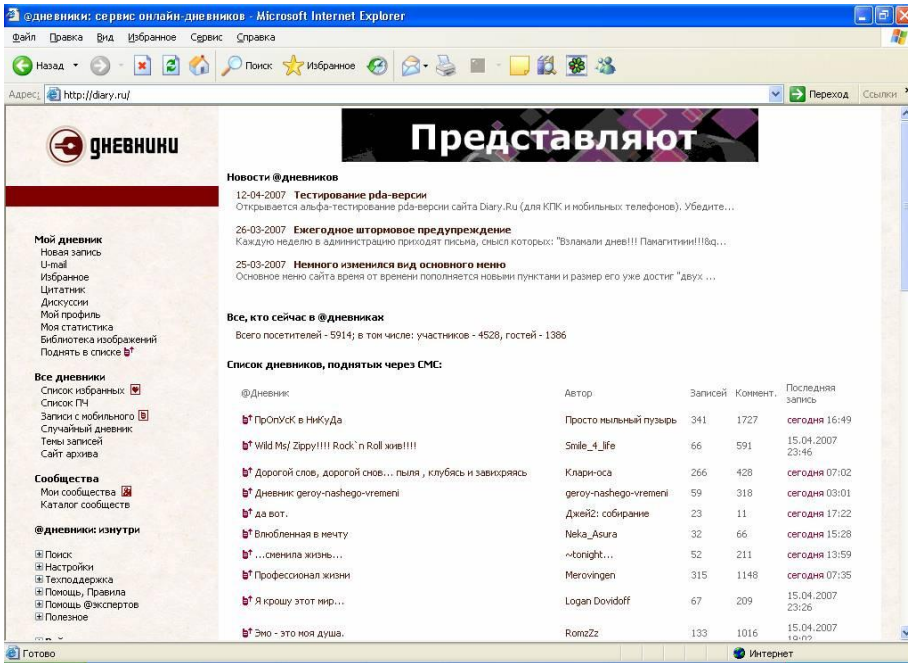 @дневники: сервис онлайн-дневников - Microsoft Internet Explorer
Файл Правка Вид Избранное Сервис Справка
Назад Поиск Избранное
Адрес: http://diary.ru/ Переход Ссылки
дневники
Представляют
Новости @дневников
12-04-2007 Тестирование pda-версии
Открывается альфа-тестирование pda-версии сайта Diary.Ru (для КПК и мобильных телефонов). Убедите...
26-03-2007 Ежегодное штормовое предупреждение
Каждую неделю в администрацию приходят письма, смысл которых: "Взламали днев!!! Памагитиии!!!&q...
25-03-2007 Немного изменился вид основного меню
Основное меню сайта время от времени пополняется новыми пунктами и размер его уже достиг "двух ...
Мой дневник
Новая запись
U-mail
Избранное
Цитатник
Дискуссии
Мой профиль
Моя статистика
Библиотека изображений
Поднять в списке
Все дневники
Список избранных
Список ПЧ
Записи с мобильного
Случайный дневник
Темы записей
Сайт архива
Сообщества
Мои сообщества
Каталог сообществ
@дневники: изнутри
Поиск
Настройки
Техподдержка
Помощь, Правила
Помощь @экспертов
Полезное
Все, кто сейчас в @дневниках
Всего посетителей - 5914; в том числе: участников - 4528, гостей - 1386
Список дневников, поднятых через СМС:
@Дневник Автор Записей Коммент. Последняя запись
ПрОпУсК в НиКуДа Просто мыльный пузырь 341 1727 сегодня 16:49
Wild Ms/ Zippy!!!! Rock`n Roll жив!!!! Smile_4_life 66 591 15.04.2007 23:46
Дорогой слов, дорогой снов... пыля , клубясь и завихряясь Клари-оса 266 428 сегодня 07:02
Дневник geroy-nashego-vremeni geroy-nashego-vremeni 59 318 сегодня 03:01
да вот. Джей2: собирание 23 11 сегодня 17:22
Влюбленная в мечту Neka_Asura 32 66 сегодня 15:28
...сменила жизнь... ~tonight... 52 211 сегодня 13:59
Профессионал жизни Merovingen 315 1148 сегодня 07:35
Я крошу этот мир... Logan Dovidoff 67 209 15.04.2007 23:26
Эмо - это моя душа. RomzZz 133 1016 15.04.2007 19:02
Готово Интернет